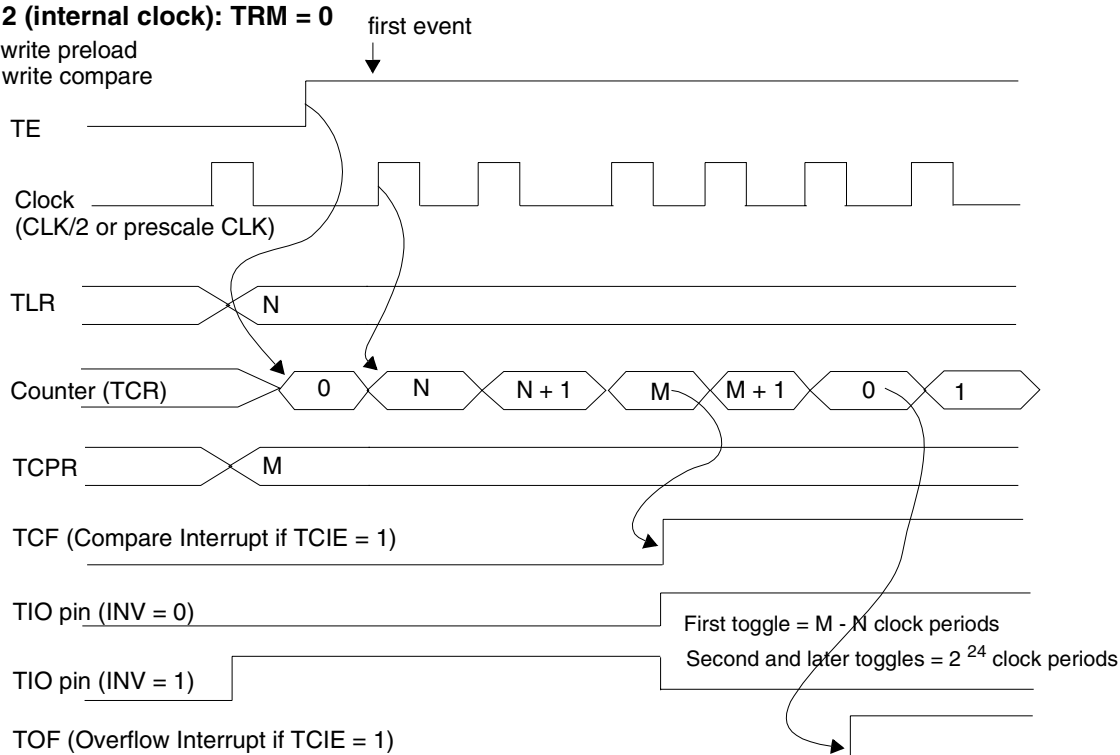 2 (internal clock): TRM = 0
first event
write preload
write compare
TE
Clock
(CLK/2 or prescale CLK)
TLR
N
Counter (TCR)
0
N
N + 1
M
M + 1
0
1
TCPR
M
TCF (Compare Interrupt if TCIE = 1)
TIO pin (INV = 0)
First toggle = M - N clock periods
Second and later toggles = 2 24 clock periods
TIO pin (INV = 1)
TOF (Overflow Interrupt if TCIE = 1)